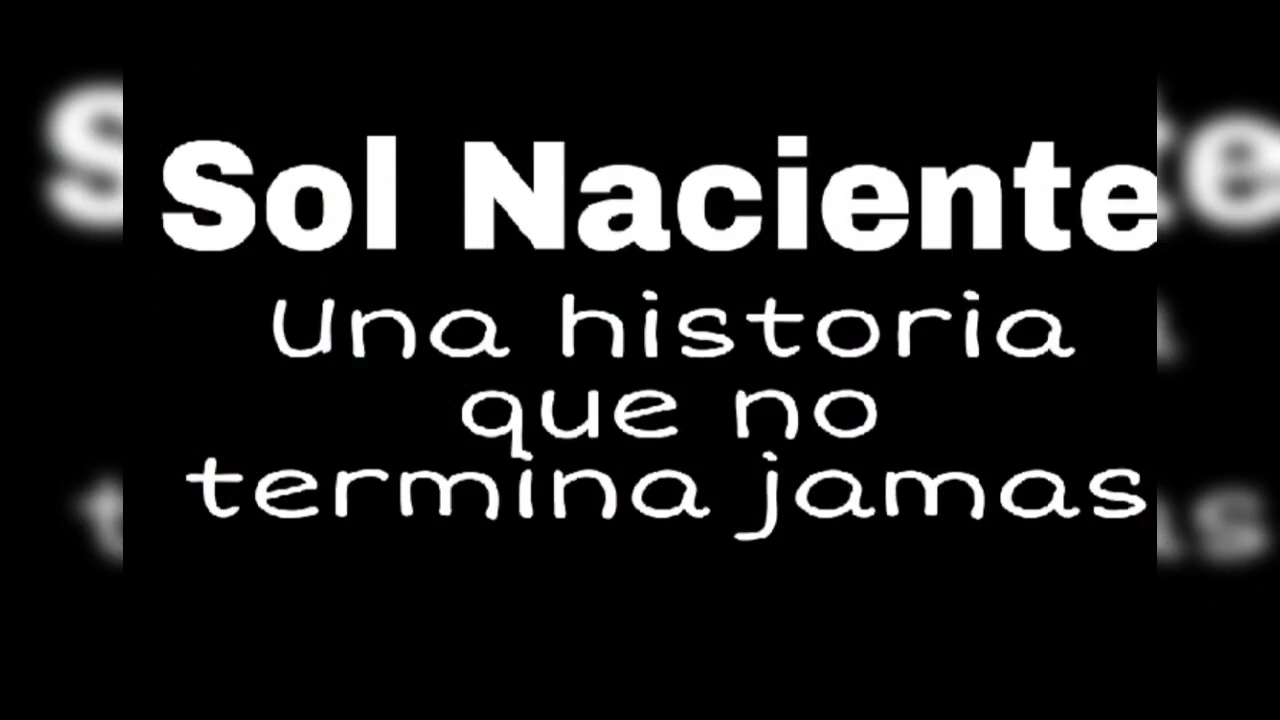 Sol Naciente
Una historia
que no
termina jamas